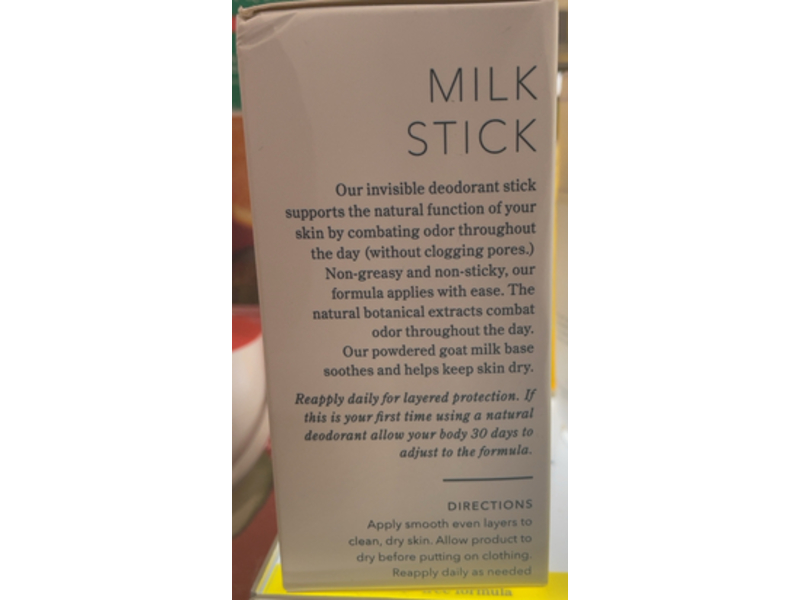 MILK
STICK
Our invisible deodorant stick
supports the natural function of your
skin by combating odor throughout
the day (without clogging pores.)
Non-greasy and non-sticky, our
formula applies with ease. The
natural botanical extracts combat
odor throughout the day.
Our powdered goat milk base
soothes and helps keep skin dry.
Reapply daily for layered protection. If
this is your first time using a natural
deodorant allow your body 30 days to
adjust to the formula.
DIRECTIONS
Apply smooth even layers to
clean, dry skin. Allow product to
dry before putting on clothing.
Reapply daily as needed
formula